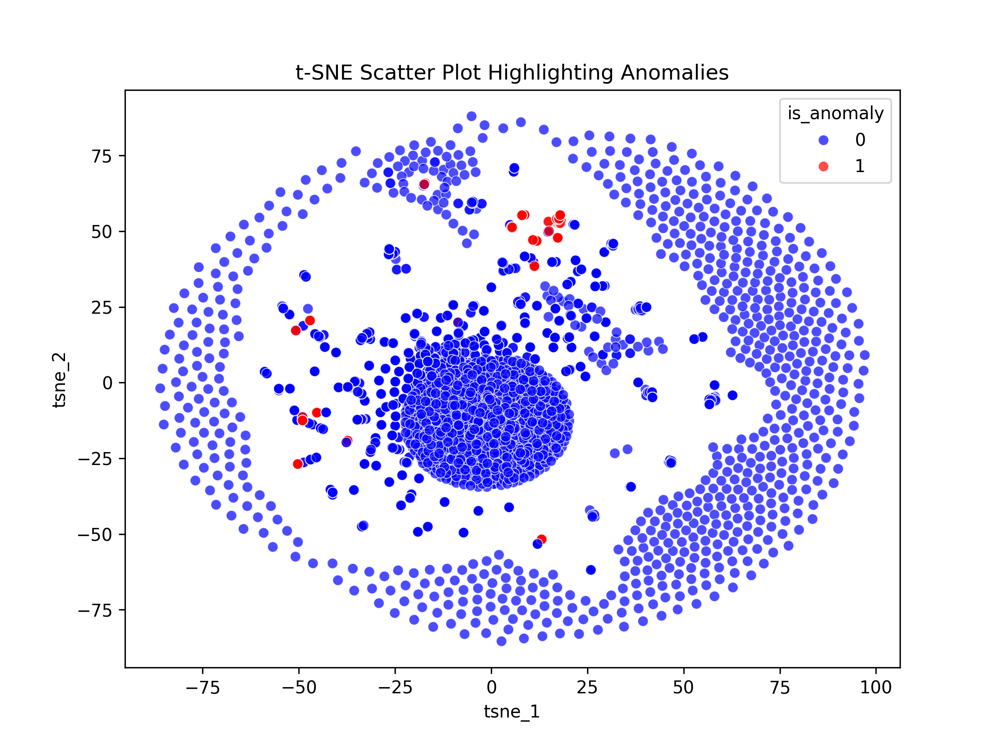 t-SNE Scatter Plot Highlighting Anomalies
is_anomaly
0
1
75
50
25
0
−25
−50
−75
tsne_2
−75 −50 −25 0 25 50 75 100
tsne_1